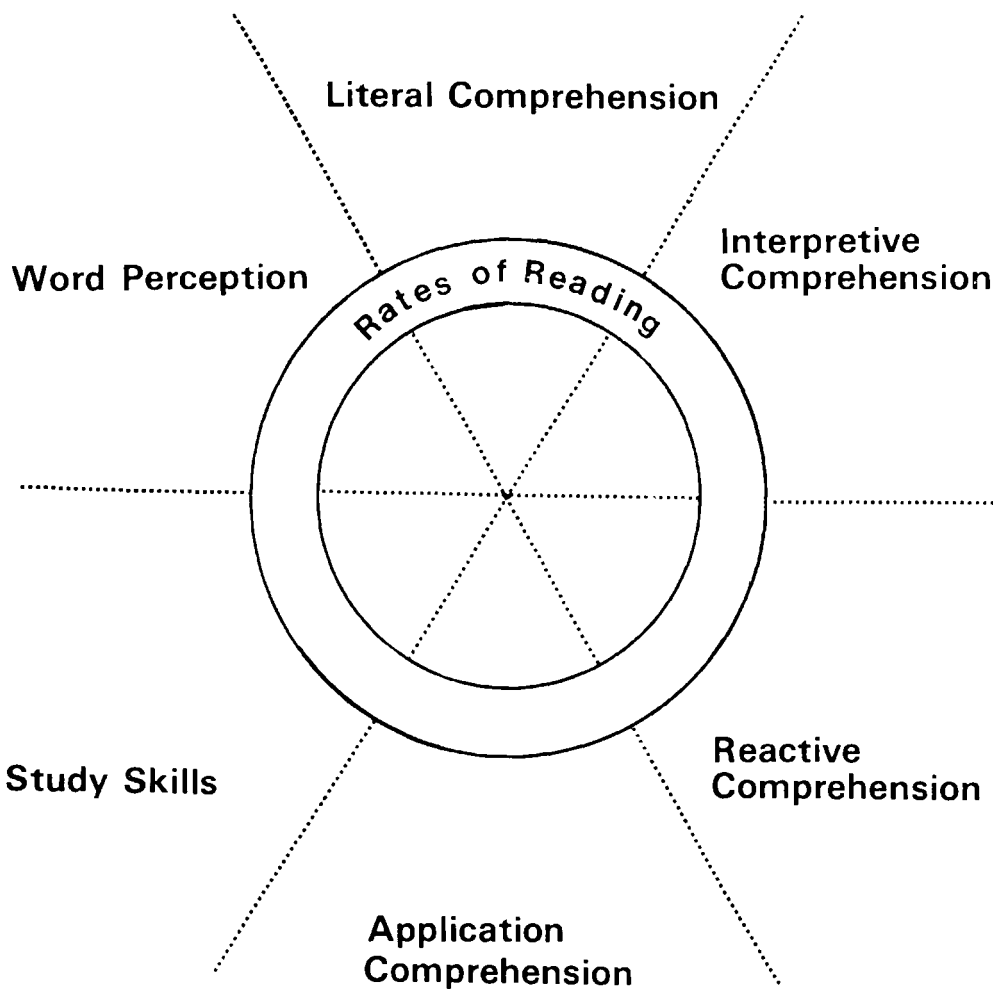 Literal Comprehension
Interpretive
Comprehension
Word Perception
Rates of Reading
Reactive
Comprehension
Study Skills
Application
Comprehension